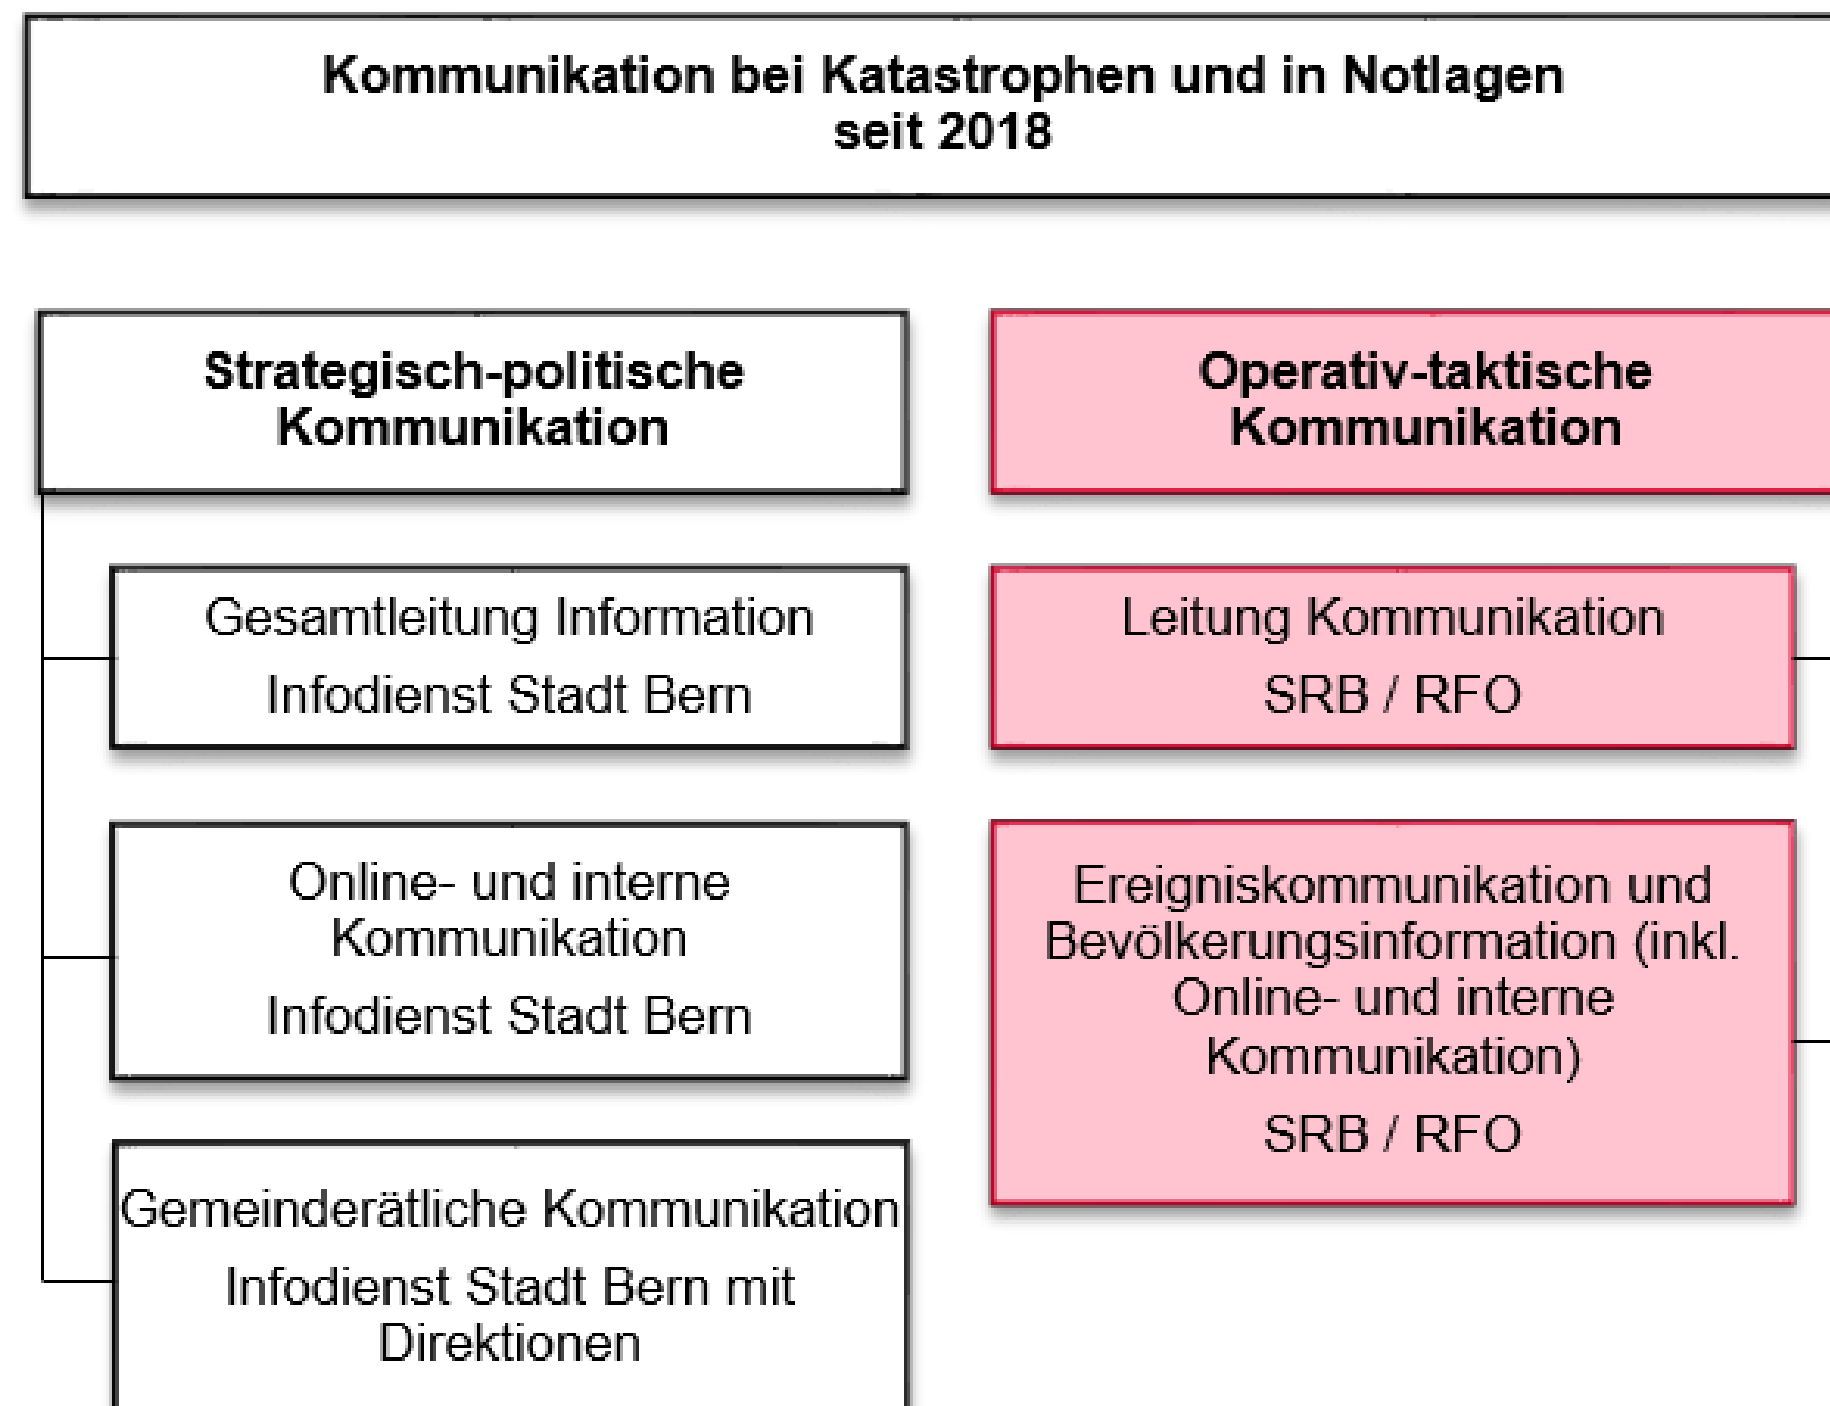 Kommunikation bei Katastrophen und in Notlagen
seit 2018
Strategisch-politische
Kommunikation
Gesamtleitung Information
Infodienst Stadt Bern
Online- und interne
Kommunikation
Infodienst Stadt Bern
Gemeinderätliche Kommunikation
Infodienst Stadt Bern mit
Direktionen
Operativ-taktische
Kommunikation
Leitung Kommunikation
SRB / RFO
Ereigniskommunikation und
Bevölkerungsinformation (inkl.
Online- und interne
Kommunikation)
SRB / RFO